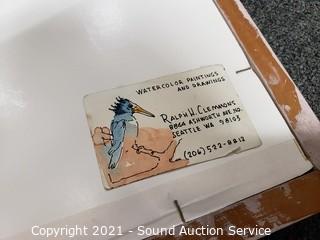 WATERCOLOR PAINTINGS
AND DRAWINGS
RALPH H. CLEMMONS
8864 ASHWORTH AVE. NO.
SEATTLE WA 98103
(206) 522-8812
Copyright 2021 - Sound Auction Service